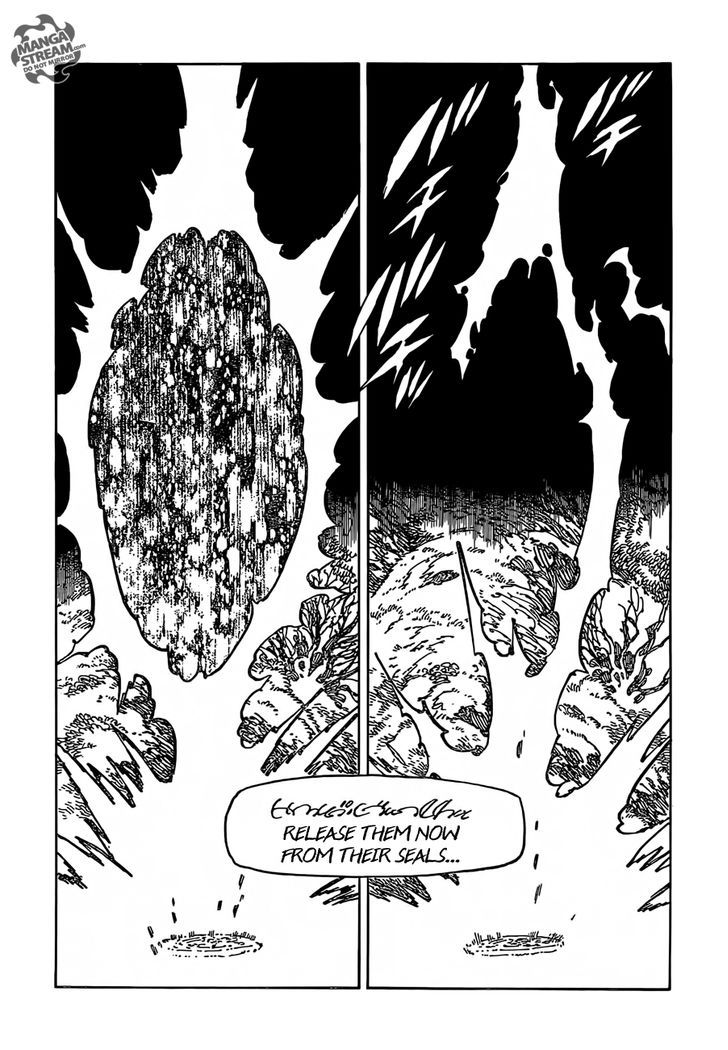 MANGA
STREAM.com
DO NOT MIRROR
RELEASE THEM NOW
FROM THEIR SEALS...